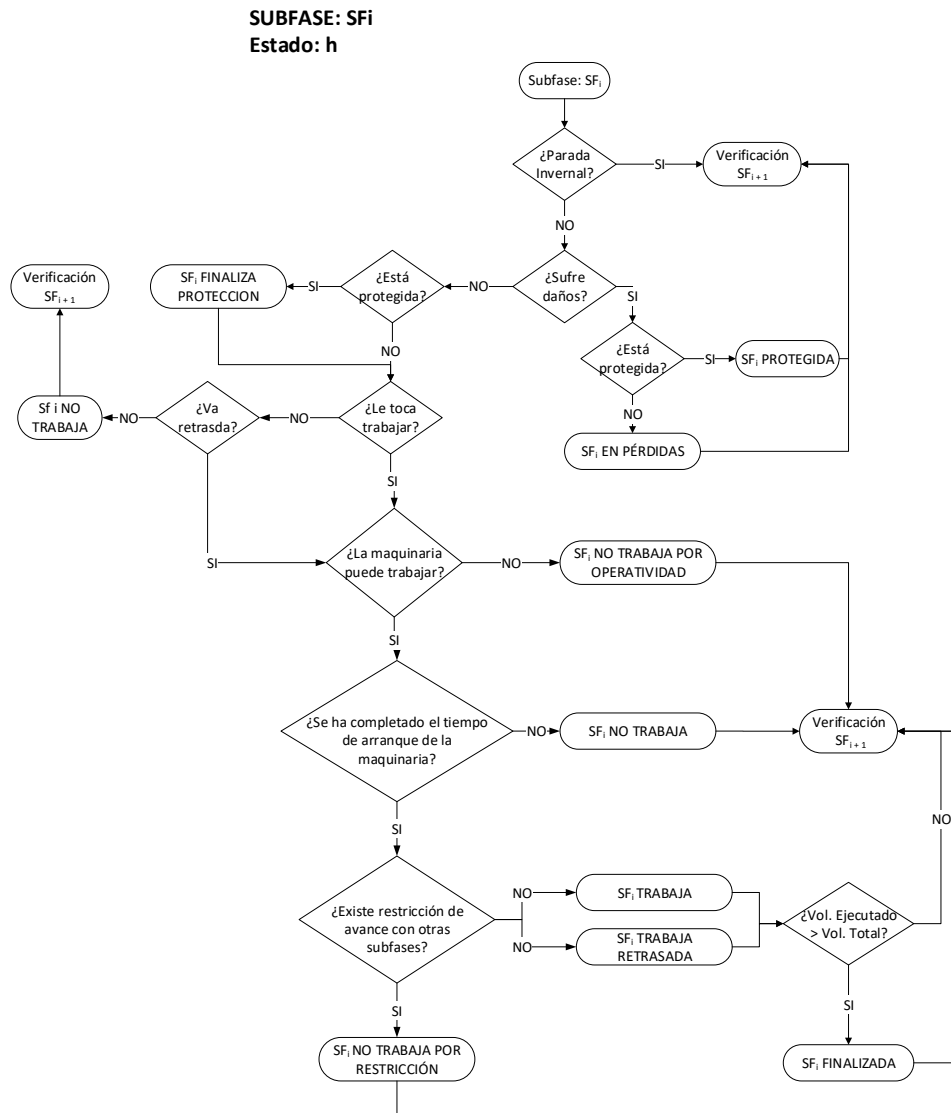 SUBFASE: SFi
Estado: h
Subfase: SFi
¿Parada
Invernal?
SI
Verificación
SFi + 1
NO
¿Sufre
daños?
NO
¿Está
protegida?
SI
SFi FINALIZA
PROTECCION
Verificación
SFi + 1
SI
¿Está
protegida?
SI
SFi PROTEGIDA
NO
SFi EN PÉRDIDAS
NO
¿Le toca
trabajar?
NO
¿Va
retrasda?
NO
Sf i NO
TRABAJA
SI
SI
¿La maquinaria
puede trabajar?
NO
SFi NO TRABAJA POR
OPERATIVIDAD
SI
¿Se ha completado el tiempo
de arranque de la
maquinaria?
NO
SFi NO TRABAJA
Verificación
SFi + 1
SI
NO
¿Existe restricción de
avance con otras
subfases?
NO
SFi TRABAJA
NO
SFi TRABAJA
RETRASADA
¿Vol. Ejecutado
> Vol. Total?
SI
SI
SFi NO TRABAJA POR
RESTRICCIÓN
SFi FINALIZADA